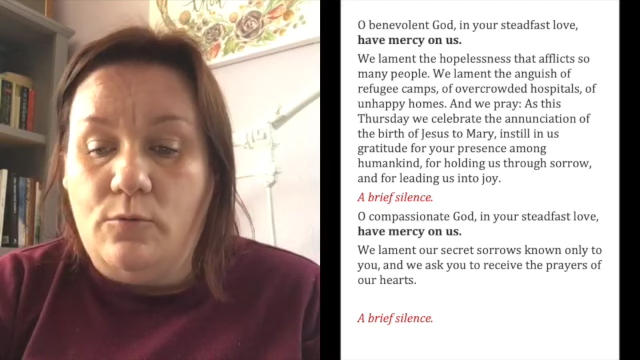 O benevolent God, in your steadfast love,
have mercy on us.
We lament the hopelessness that afflicts so
many people. We lament the anguish of
refugee camps, of overcrowded hospitals, of
unhappy homes. And we pray: As this
Thursday we celebrate the annunciation of
the birth of Jesus to Mary, instill in us
gratitude for your presence among
humankind, for holding us through sorrow,
and for leading us into joy.
A brief silence.
O compassionate God, in your steadfast love,
have mercy on us.
We lament our secret sorrows known only to
you, and we ask you to receive the prayers of
our hearts.
A brief silence.